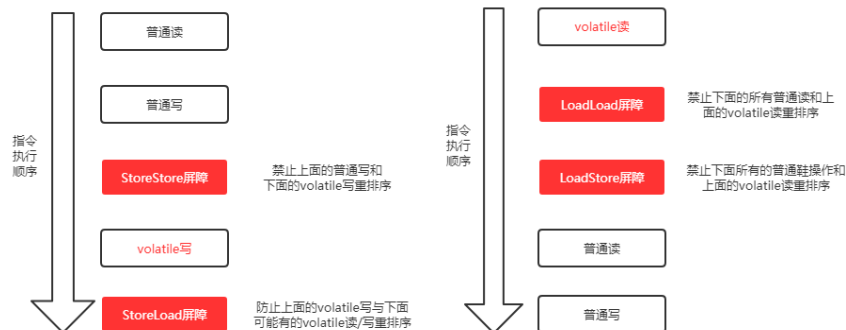 指令
执行
顺序
普通读
普通写
StoreStore屏障
禁止上面的普通写和
下面的volatile写重排序
volatile写
StoreLoad屏障
防止上面的volatile写与下面
可能有的volatile读/写重排序
指令
执行
顺序
volatile读
LoadLoad屏障
禁止下面的所有普通读和上
面的volatile读重排序
LoadStore屏障
禁止下面所有的普通鞋操作和
上面的volatile读重排序
普通读
普通写